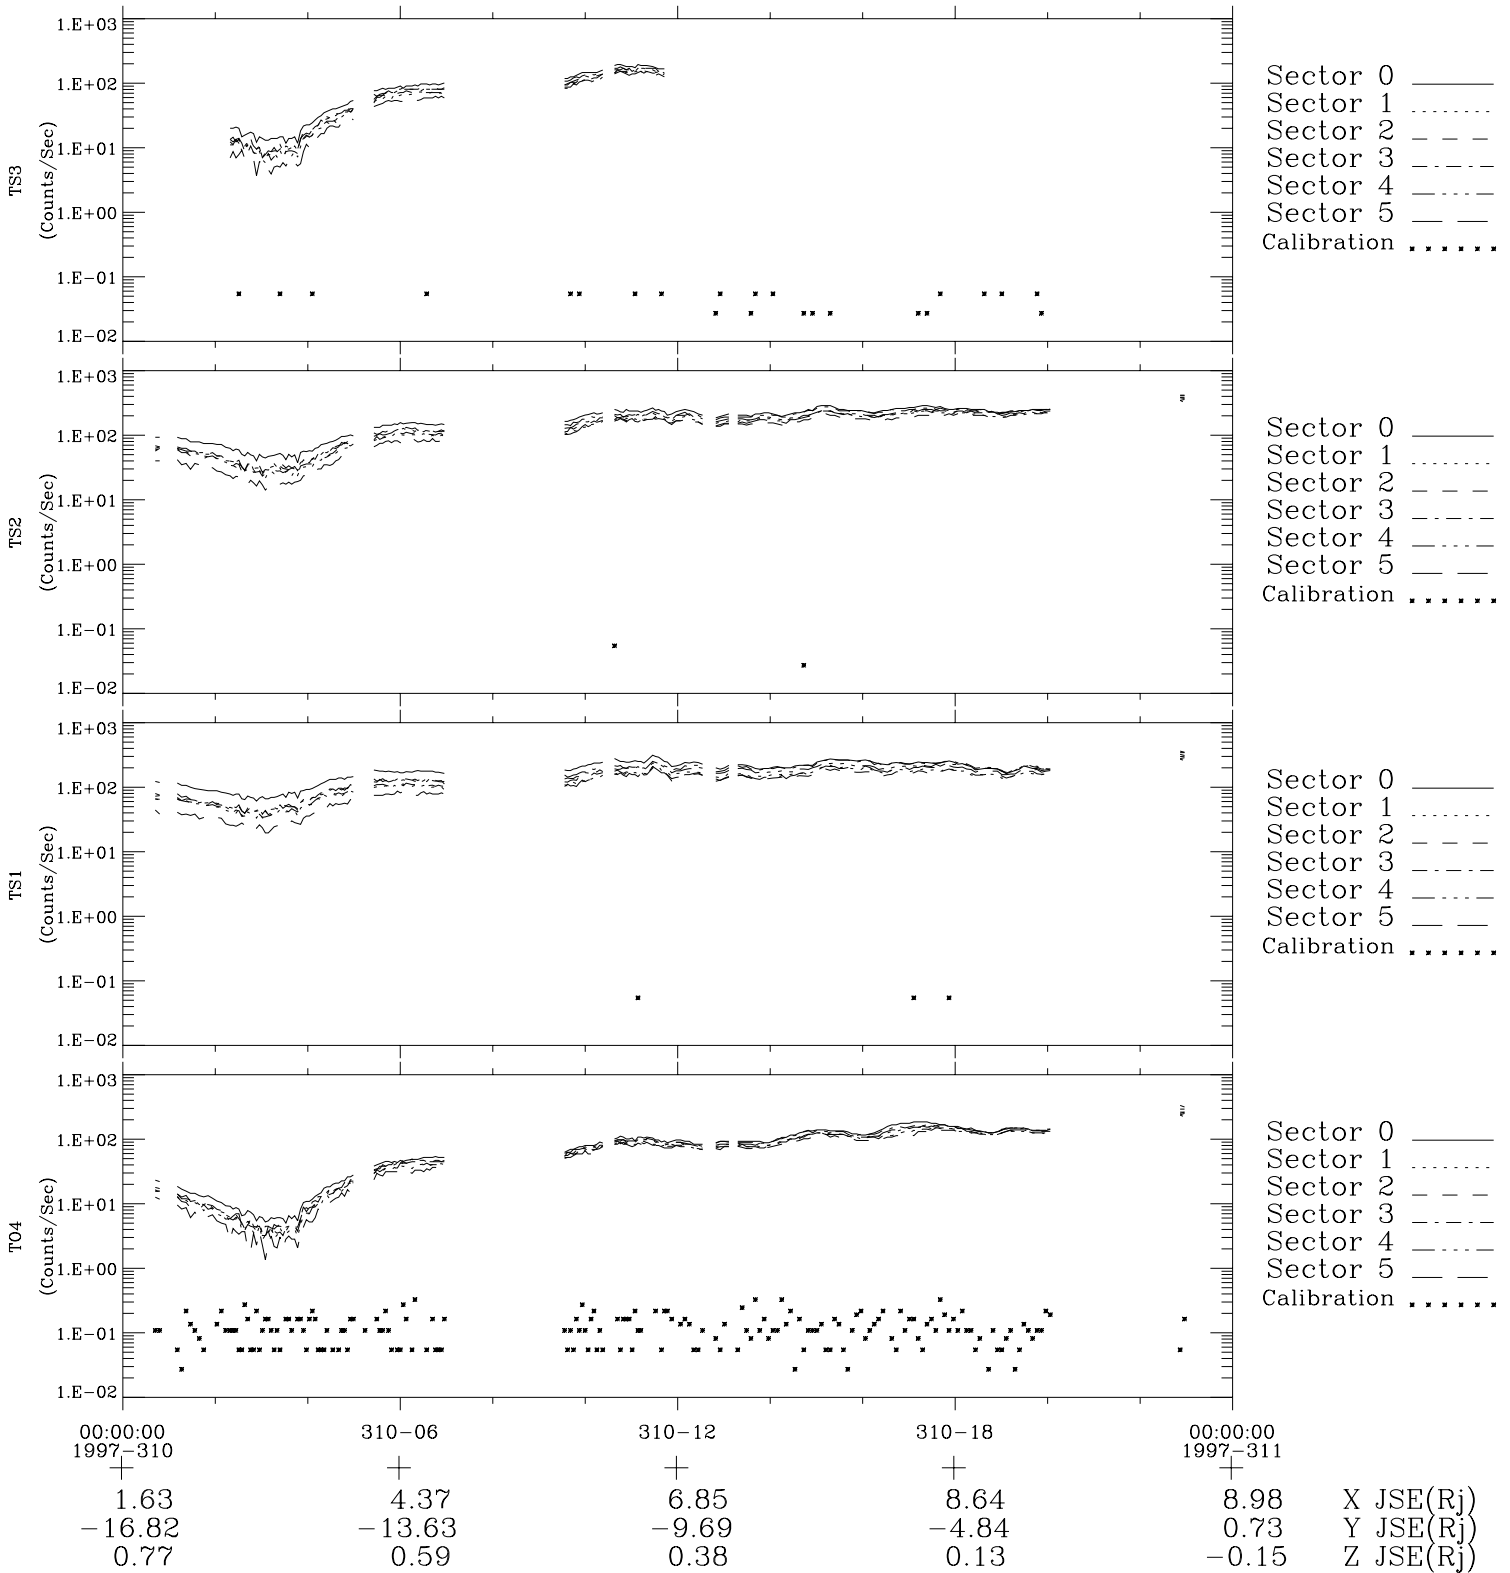 1.E+03
1.E+02
1.E+01
1.E+00
1.E-01
1.E-02
TS3
(Counts/Sec)
Sector 0
Sector 1
Sector 2
Sector 3
Sector 4
Sector 5
Calibration
1.E+03
1.E+02
1.E+01
1.E+00
1.E-01
1.E-02
TS2
(Counts/Sec)
Sector 0
Sector 1
Sector 2
Sector 3
Sector 4
Sector 5
Calibration
1.E+03
1.E+02
1.E+01
1.E+00
1.E-01
1.E-02
TS1
(Counts/Sec)
Sector 0
Sector 1
Sector 2
Sector 3
Sector 4
Sector 5
Calibration
1.E+03
1.E+02
1.E+01
1.E+00
1.E-01
1.E-02
TO4
(Counts/Sec)
Sector 0
Sector 1
Sector 2
Sector 3
Sector 4
Sector 5
Calibration
00:00:00 310-06 310-12 310-18 00:00:00
1997-310 1997-311
1.63 4.37 6.85 8.64 8.98 X JSE(Rj)
-16.82 -13.63 -9.69 -4.84 0.73 Y JSE(Rj)
0.77 0.59 0.38 0.13 -0.15 Z JSE(Rj)